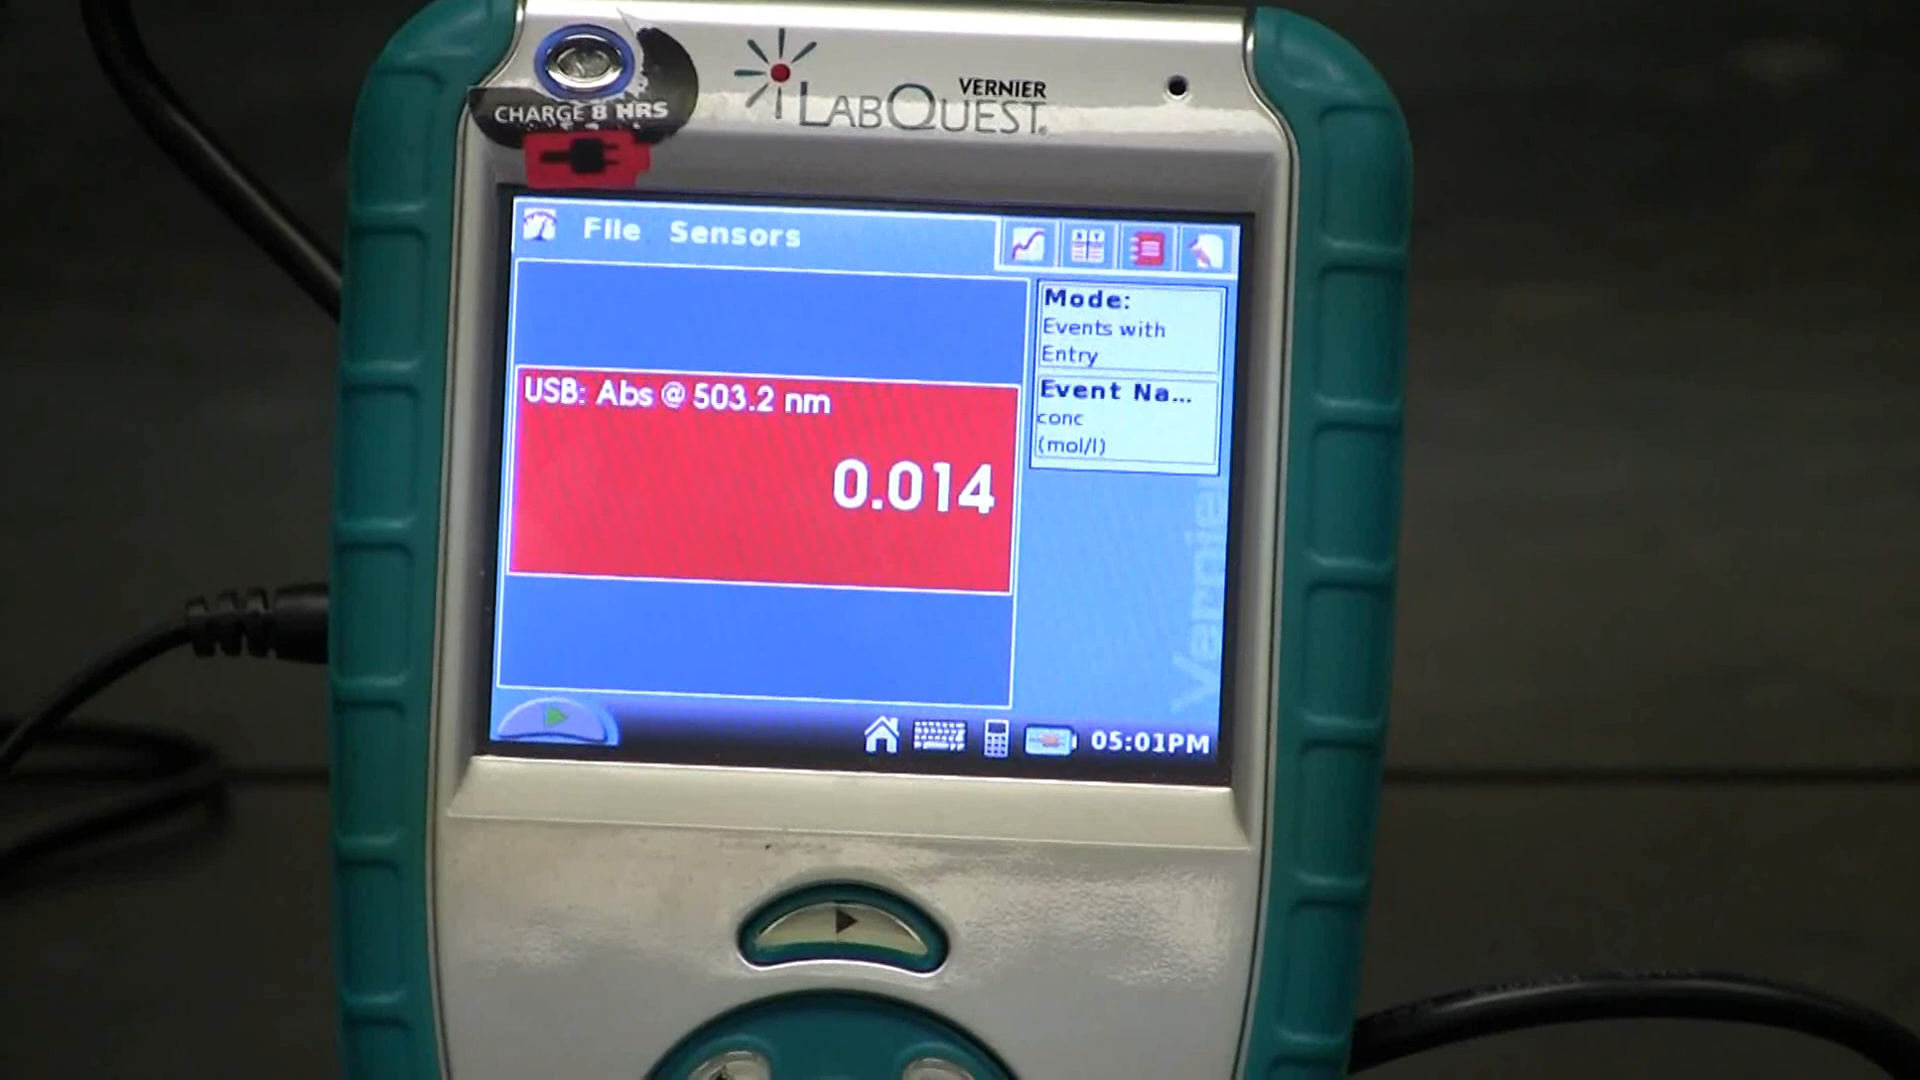 CHARGE 8 HRS
VERNIER
LABQUEST
File Sensors
Mode:
Events with
Entry
USB: Abs @ 503.2 nm
0.014
Event Na...
conc
(mol/l)
Vernier
05:01PM